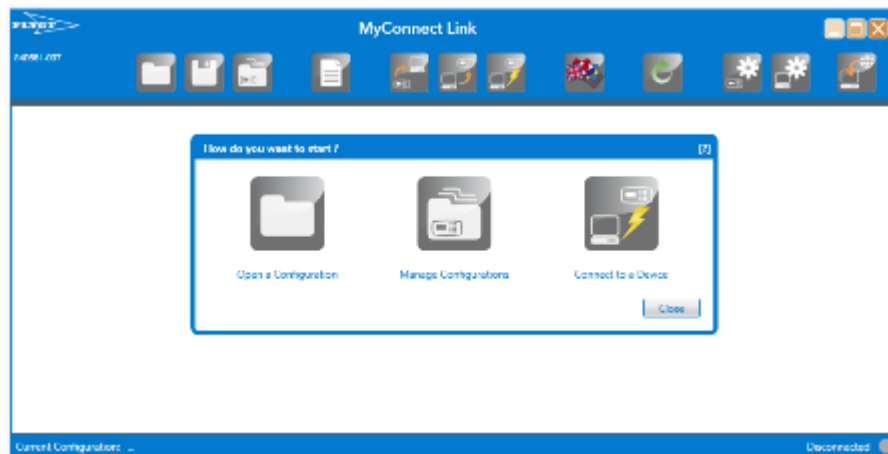 FLYGT
MyConnect Link
How do you want to start ?
[?]
Open a Configuration
Manage Configurations
Connect to a Device
Close
Current Configuration: _
Disconnected